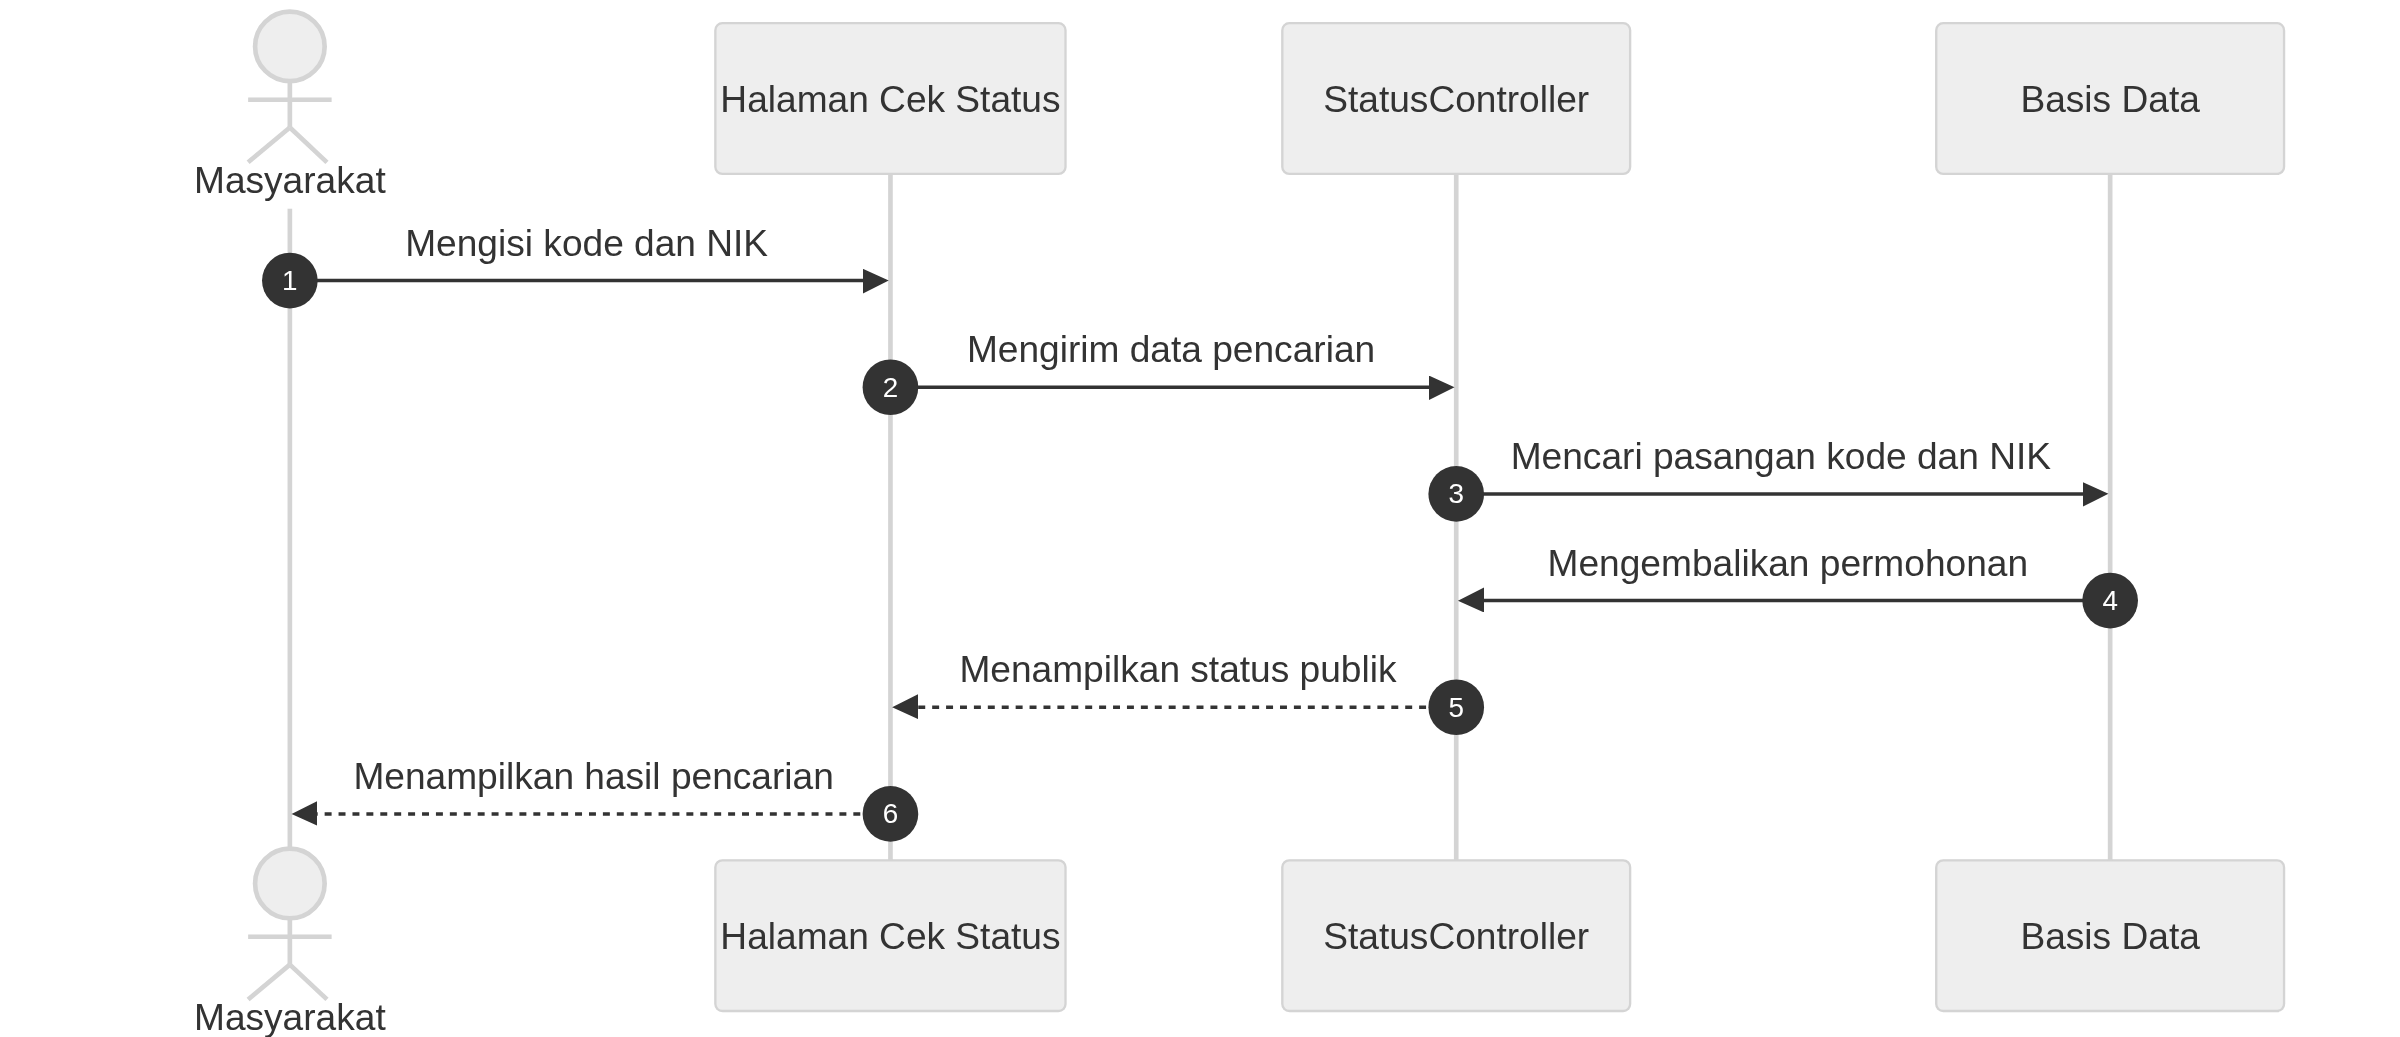 Masyarakat
Halaman Cek Status
StatusController
Basis Data
Mengisi kode dan NIK
1
Mengirim data pencarian
2
Mencari pasangan kode dan NIK
3
Mengembalikan permohonan
4
Menampilkan status publik
5
Menampilkan hasil pencarian
6
Masyarakat
Halaman Cek Status
StatusController
Basis Data